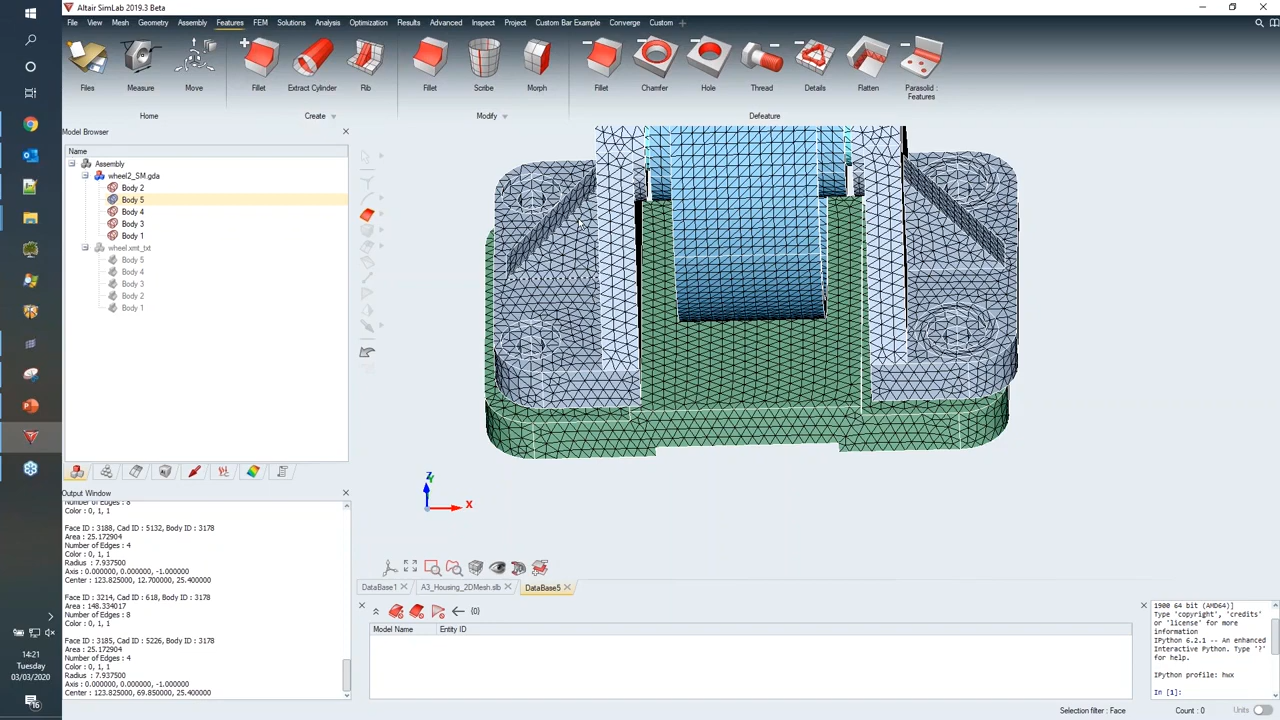 Altair SimLab 2019.3 Beta
File View Mesh Geometry Assembly Features FEM Solutions Analysis Optimization Results Advanced Inspect Project Custom Bar Example Converge Custom
Files Measure Move Fillet Extract Cylinder Rib Fillet Scribe Morph Fillet Chamfer Hole Thread Details Flatten Parasolid : Features
Home Create Modify Defeature
Model Browser
Name
Assembly
wheel2_SM.gda
Body 2
Body 5
Body 4
Body 3
Body 1
wheel.xmt_txt
Body 5
Body 4
Body 3
Body 2
Body 1
Output Window
Number of Edges : 8
Color : 0, 1, 1
Face ID : 3188, Cad ID : 5132, Body ID : 3178
Area : 25.172904
Number of Edges : 4
Color : 0, 1, 1
Radius : 7.937500
Axis : 0.000000, 0.000000, -1.000000
Center : 123.825000, 12.700000, 25.400000
Face ID : 3214, Cad ID : 618, Body ID : 3178
Area : 148.334017
Number of Edges : 8
Color : 0, 1, 1
Face ID : 3185, Cad ID : 5226, Body ID : 3178
Area : 25.172904
Number of Edges : 4
Color : 0, 1, 1
Radius : 7.937500
Axis : 0.000000, 0.000000, -1.000000
Center : 123.825000, 69.850000, 25.400000
X
DataBase1 A3_Housing_2DMesh.slb DataBase5
{0}
Model Name Entity ID
1900 64 bit (AMD64)]
Type 'copyright', 'credits'
or 'license' for more
information
IPython 6.2.1 -- An enhanced
Interactive Python. Type '?'
for help.
IPython profile: hwx
In [1]:
Selection filter : Face Count : 0 Units
14:21
Tuesday
03/03/2020
16